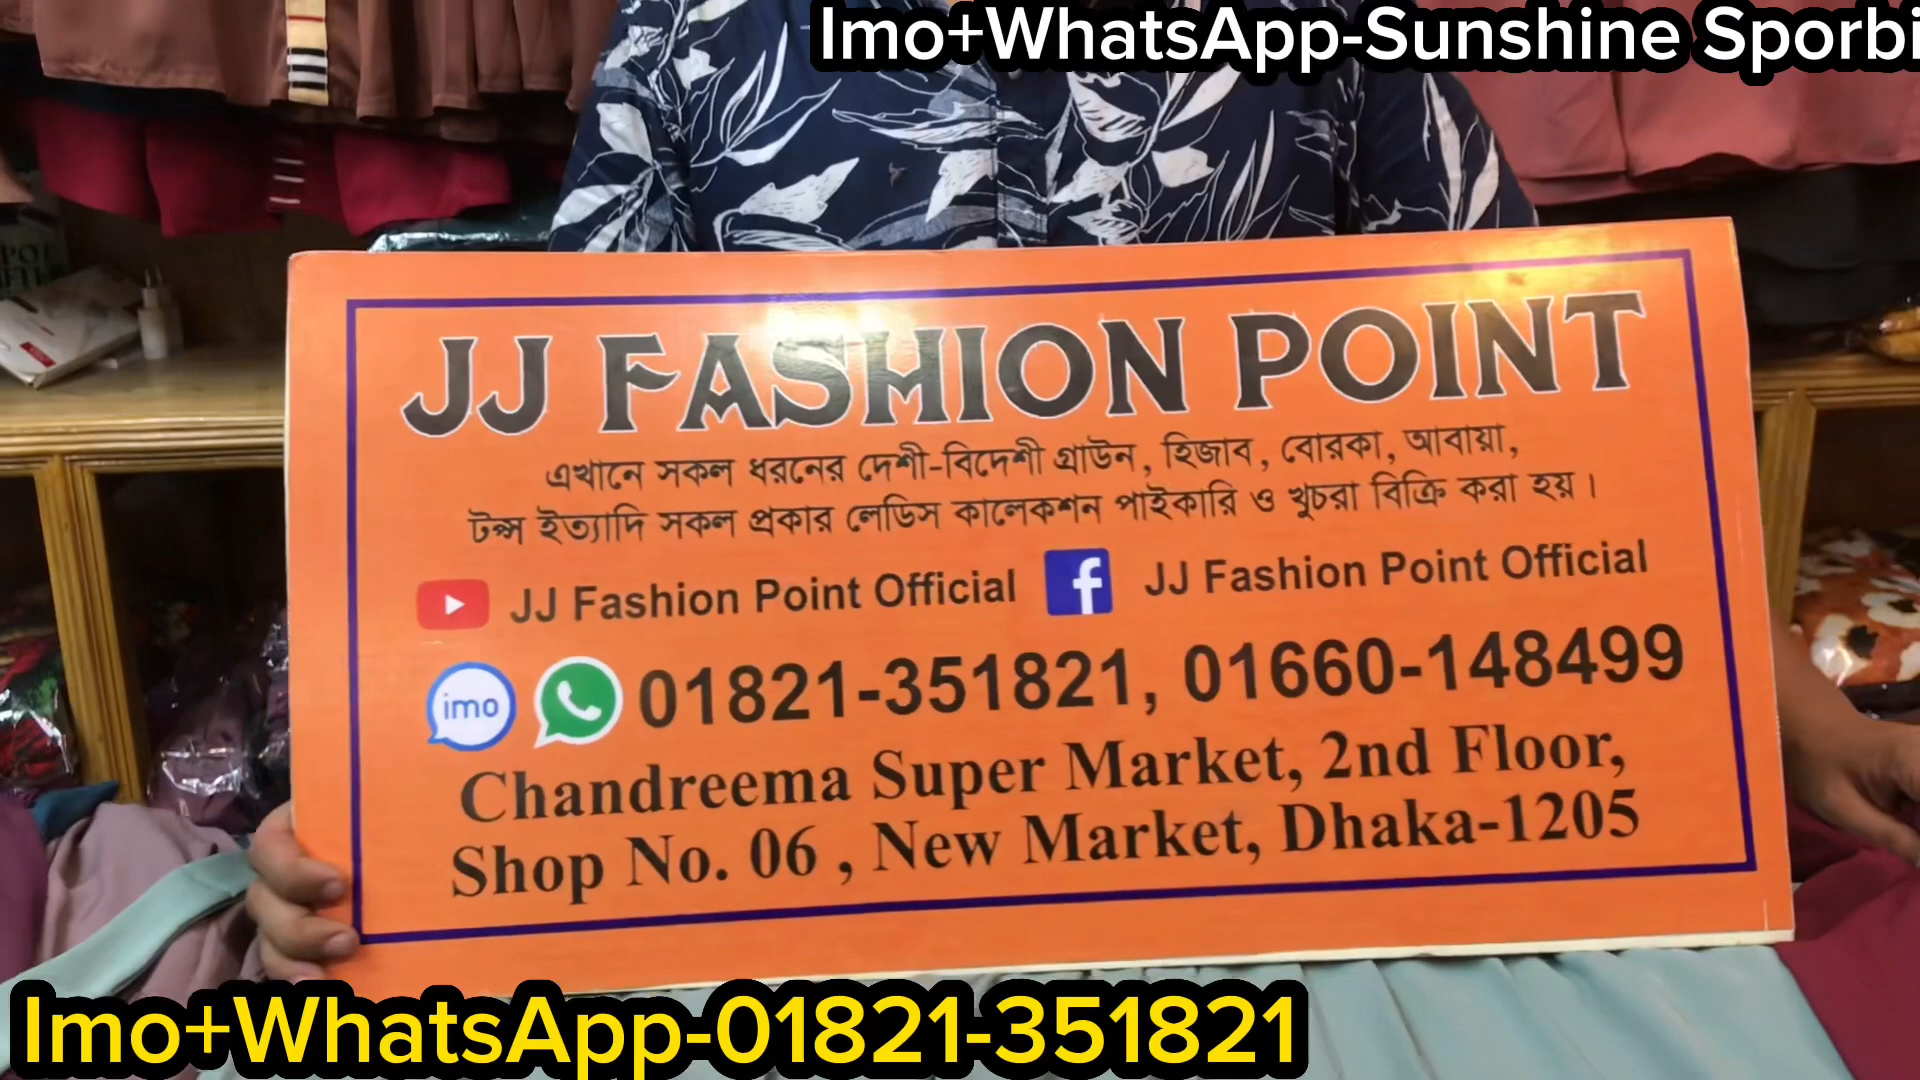 Imo+WhatsApp-Sunshine Sporbi
JJ FASHION POINT
এখানে সকল ধরনের দেশী-বিদেশী গ্রাউন, হিজাব, বোরকা, আবায়া,
টপ্স ইত্যাদি সকল প্রকার লেডিস কালেকশন পাইকারি ও খুচরা বিক্রি করা হয়।
JJ Fashion Point Official f JJ Fashion Point Official
imo 01821-351821, 01660-148499
Chandreema Super Market, 2nd Floor,
Shop No. 06 , New Market, Dhaka-1205
Imo+WhatsApp-01821-351821